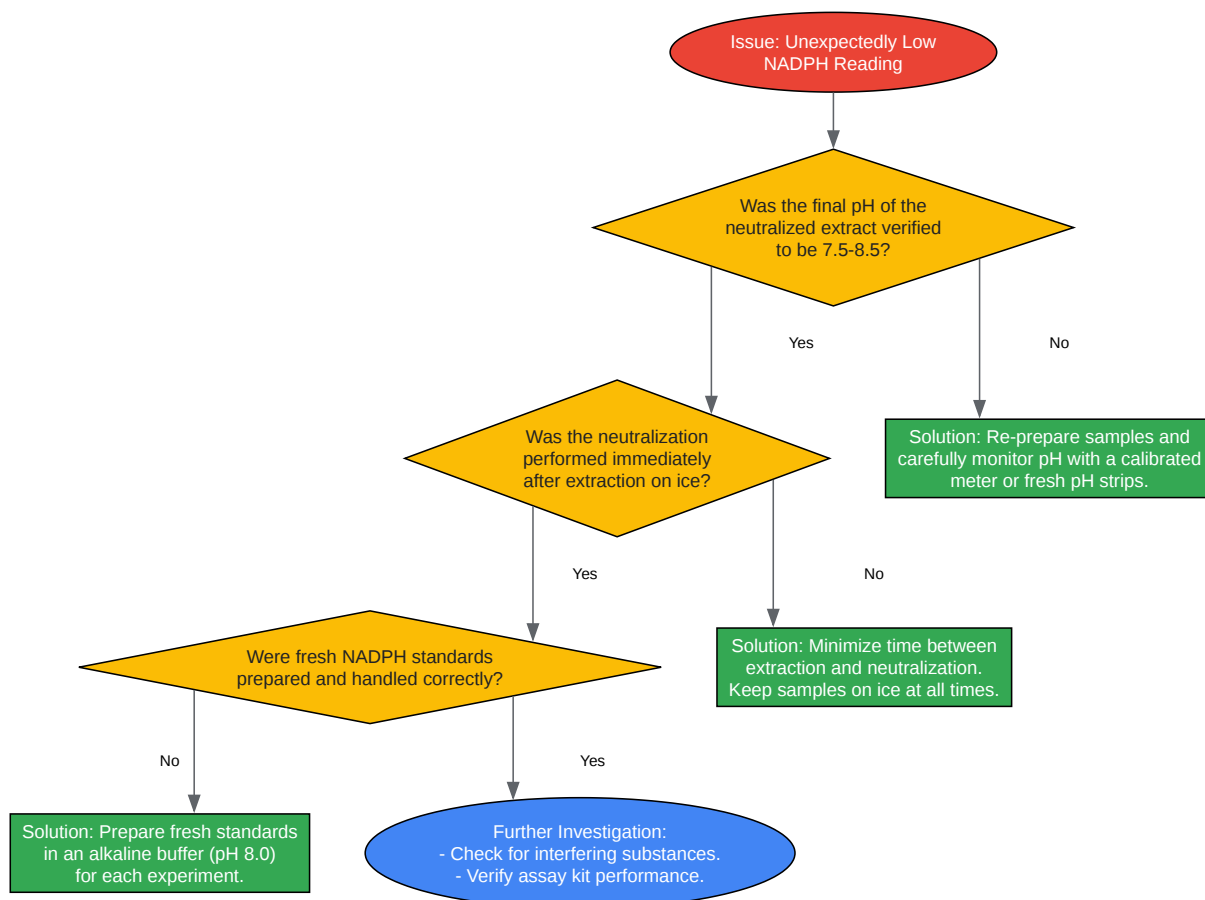 Issue: Unexpectedly Low
NADPH Reading
Was the final pH of the
neutralized extract verified
to be 7.5-8.5?
Yes
No
Was the neutralization
performed immediately
after extraction on ice?
Solution: Re-prepare samples and
carefully monitor pH with a calibrated
meter or fresh pH strips.
Yes
No
Were fresh NADPH standards
prepared and handled correctly?
Solution: Minimize time between
extraction and neutralization.
Keep samples on ice at all times.
No
Yes
Solution: Prepare fresh standards
in an alkaline buffer (pH 8.0)
for each experiment.
Further Investigation:
- Check for interfering substances.
- Verify assay kit performance.